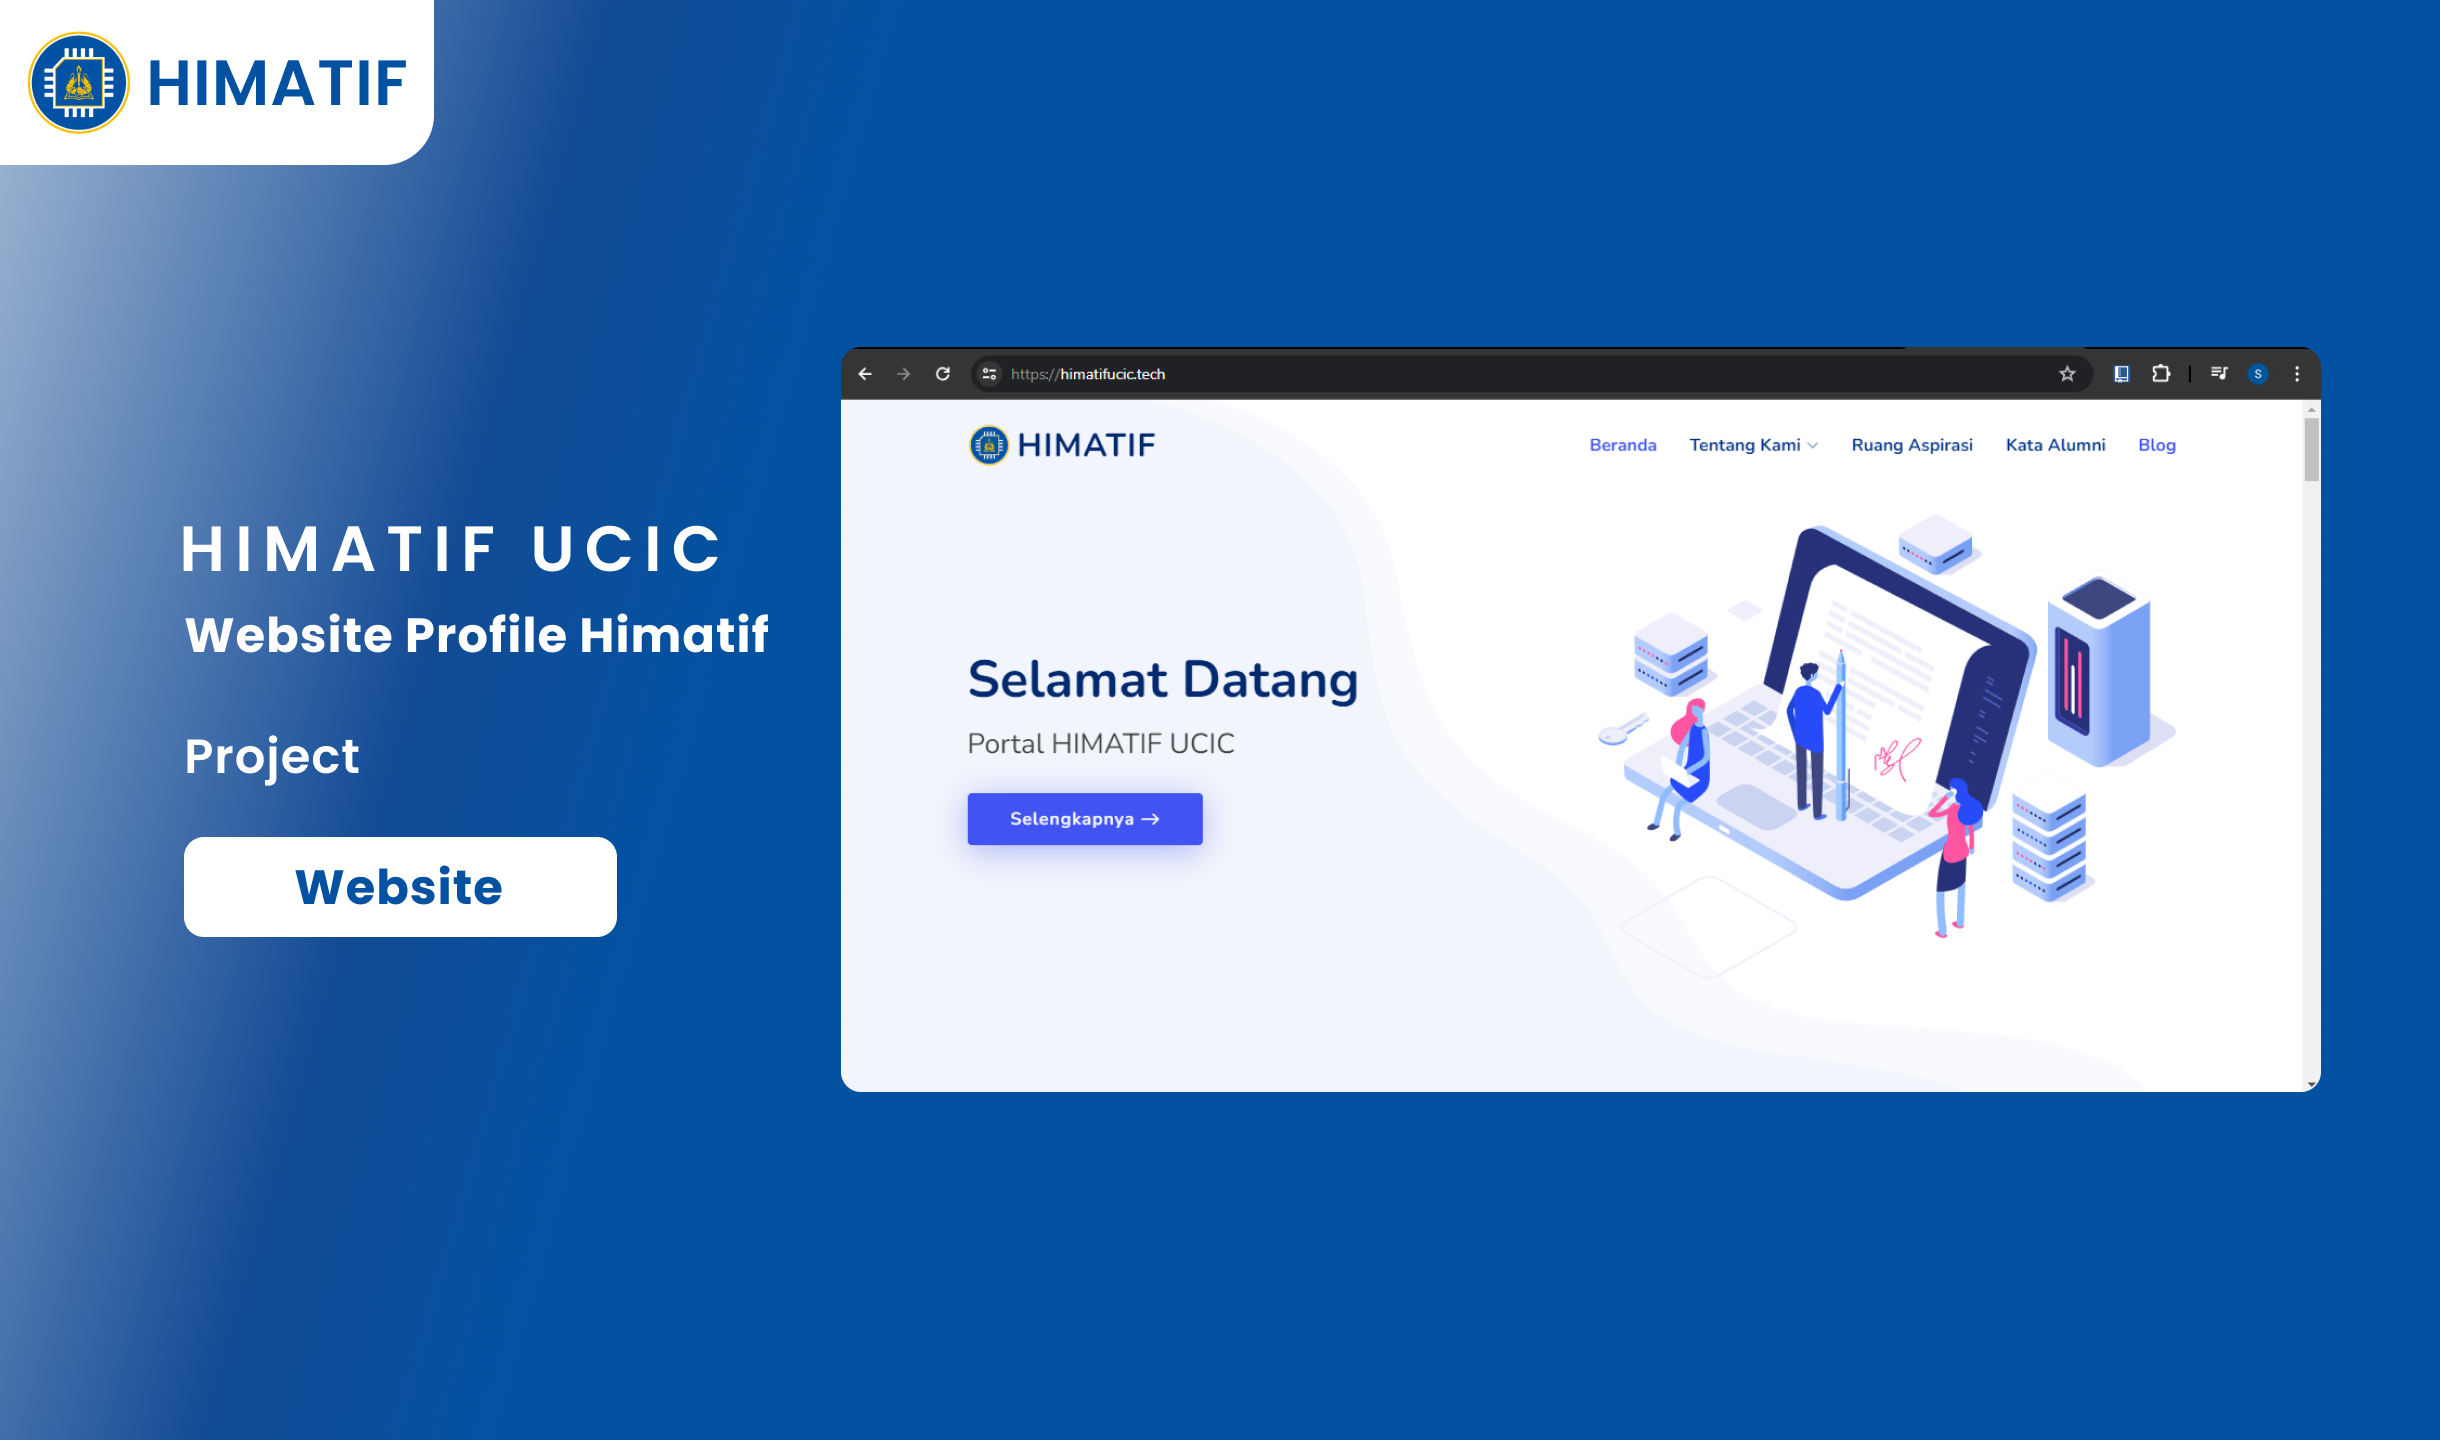 HIMATIF
HIMATIF UCIC
Website Profile Himatif
Project
Website
https://himatifucic.tech
S
HIMATIF
Beranda Tentang Kami Ruang Aspirasi Kata Alumni Blog
Selamat Datang
Portal HIMATIF UCIC
Selengkapnya →